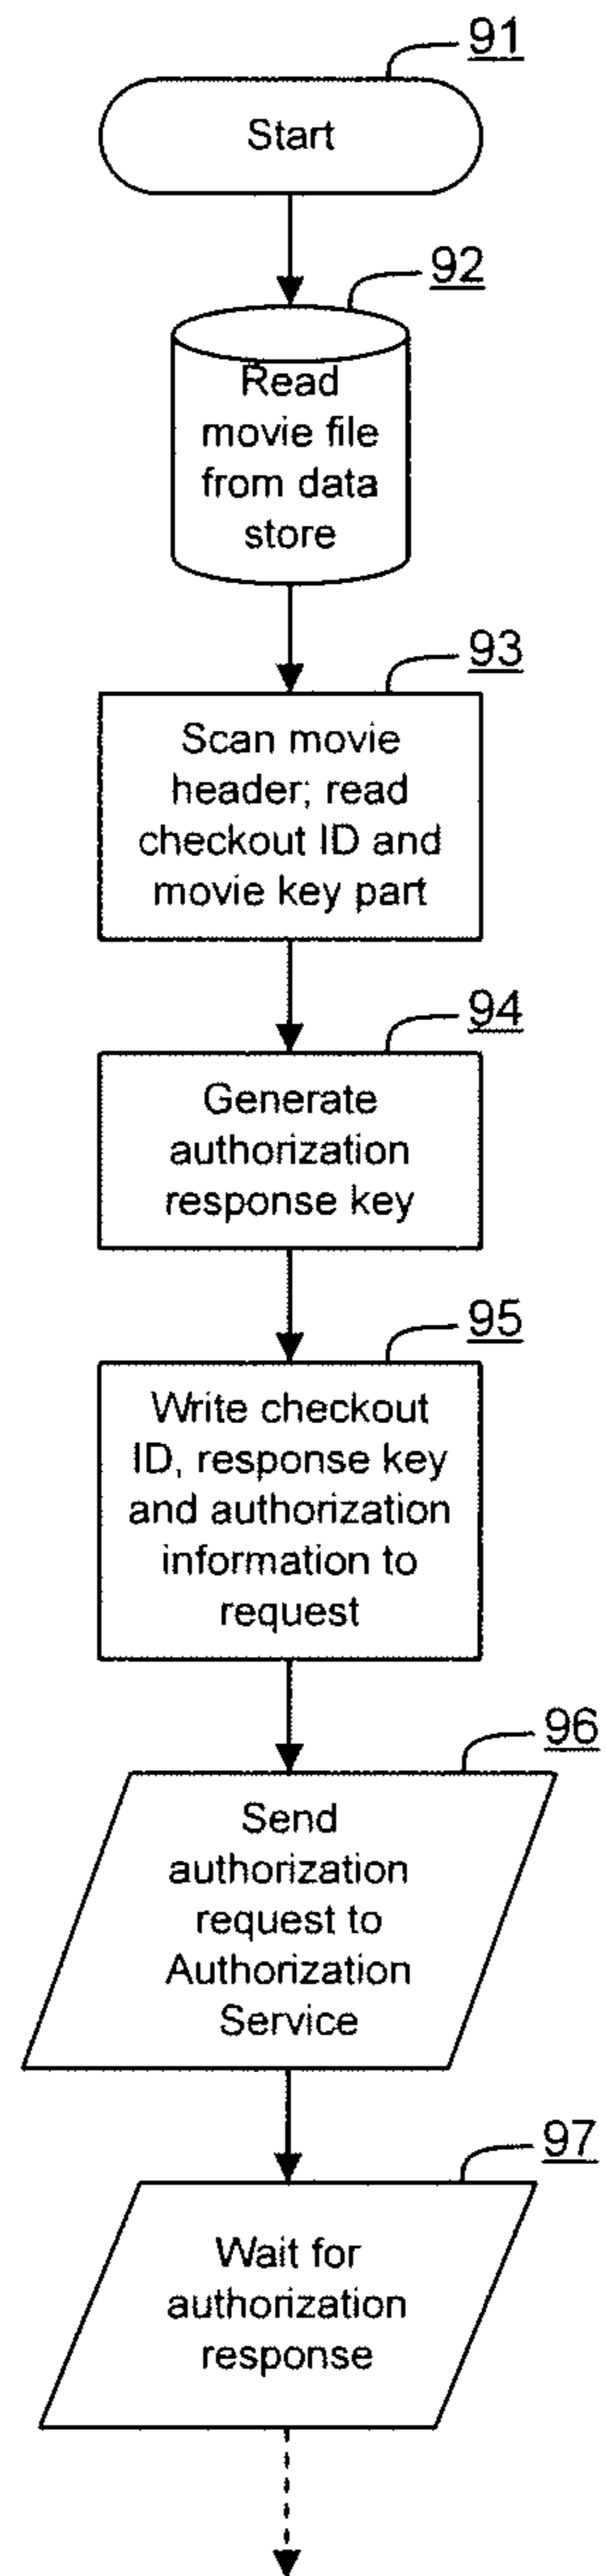 91
Start
92
Read
movie file
from data
store
93
Scan movie
header; read
checkout ID and
movie key part
94
Generate
authorization
response key
95
Write checkout
ID, response key
and authorization
information to
request
96
Send
authorization
request to
Authorization
Service
97
Wait for
authorization
response